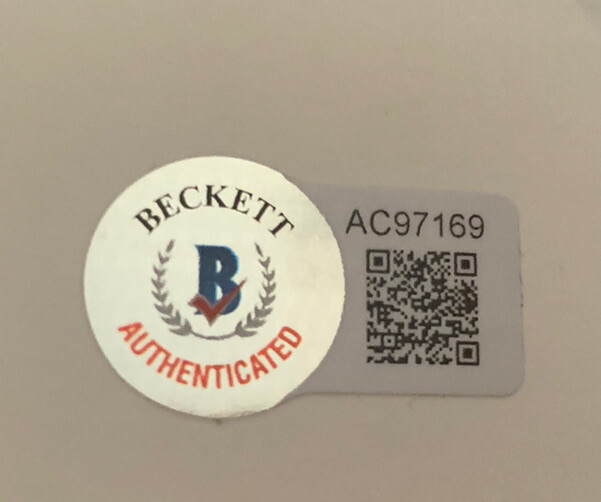 BECKETT
B
AUTHENTICATED
AC97169